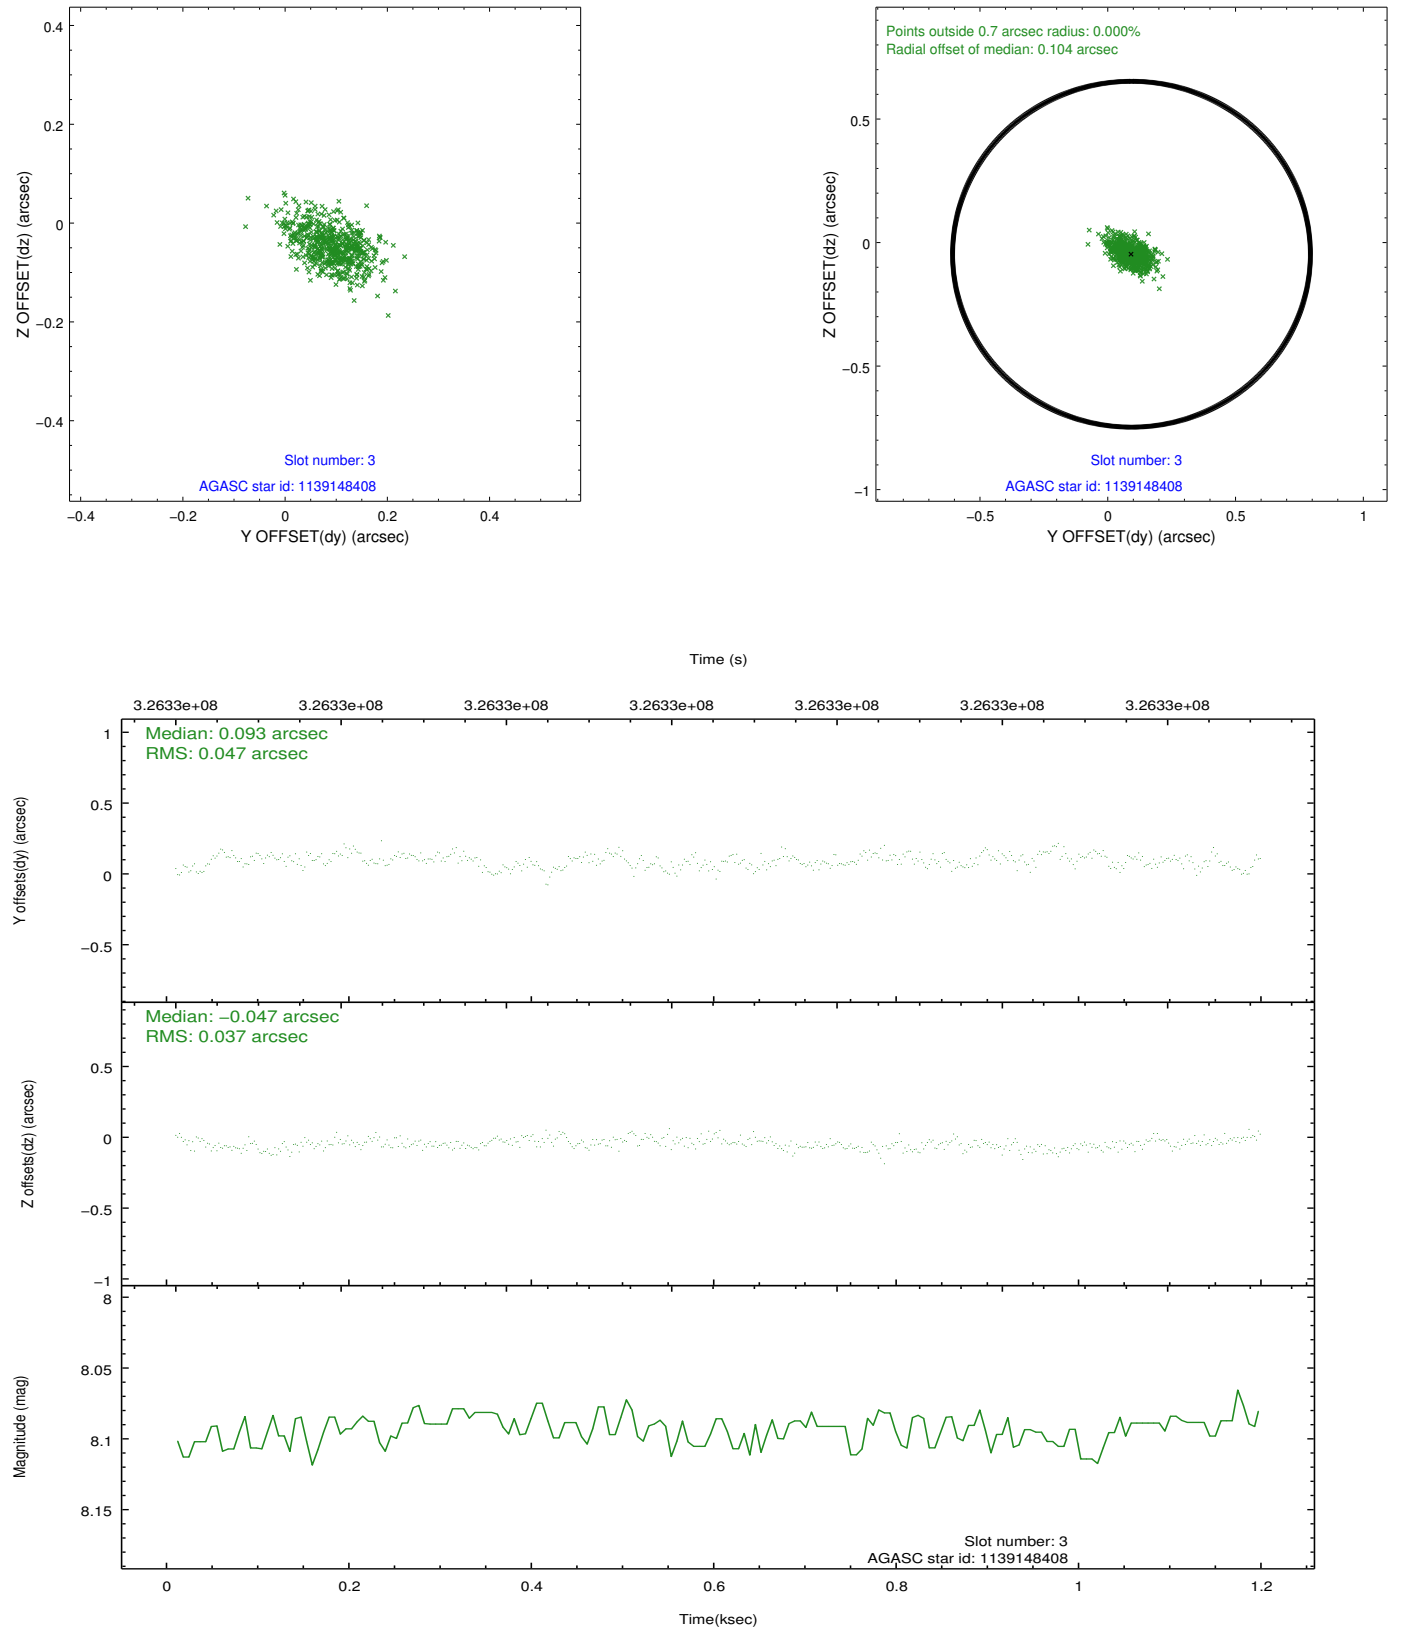 0.4
0.2
0
−0.2
−0.4
Z OFFSET(dz) (arcsec)
Slot number: 3
AGASC star id: 1139148408
−0.4 −0.2 0 0.2 0.4
Y OFFSET(dy) (arcsec)
Points outside 0.7 arcsec radius: 0.000%
Radial offset of median: 0.104 arcsec
0.5
0
−0.5
−1
Z OFFSET(dz) (arcsec)
Slot number: 3
AGASC star id: 1139148408
−0.5 0 0.5 1
Y OFFSET(dy) (arcsec)
Time (s)
3.2633e+08 3.2633e+08 3.2633e+08 3.2633e+08 3.2633e+08 3.2633e+08 3.2633e+08
Median: 0.093 arcsec
RMS: 0.047 arcsec
1
0.5
0
−0.5
Y offsets(dy) (arcsec)
Median: −0.047 arcsec
RMS: 0.037 arcsec
0.5
0
−0.5
−1
Z offsets(dz) (arcsec)
8
8.05
8.1
8.15
Magnitude (mag)
Slot number: 3
AGASC star id: 1139148408
0 0.2 0.4 0.6 0.8 1 1.2
Time(ksec)